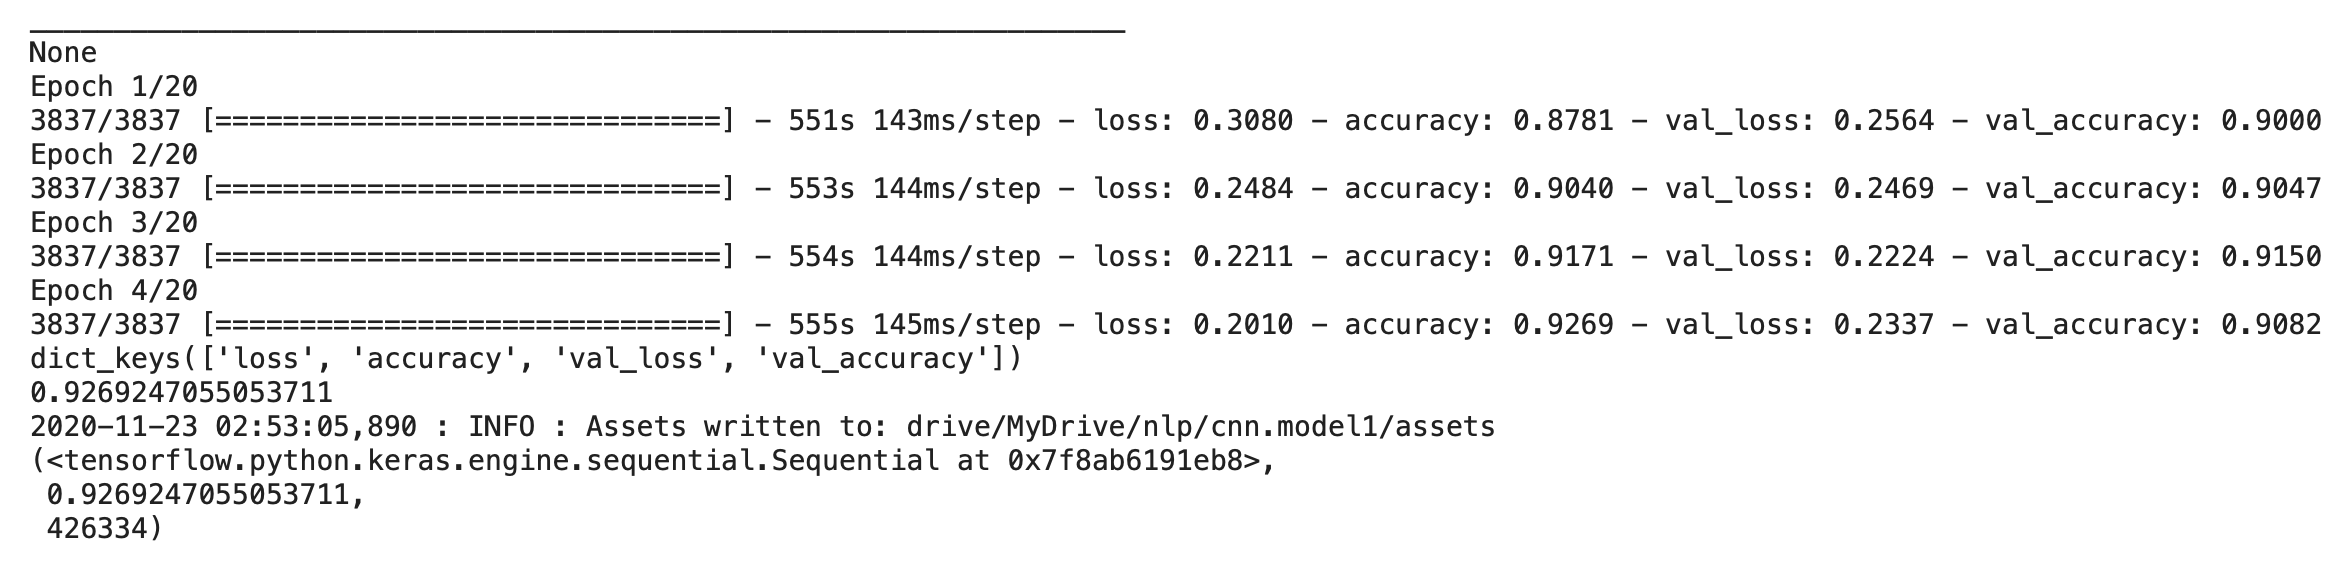 _________________________________________________________________
None
Epoch 1/20
3837/3837 [==============================] - 551s 143ms/step - loss: 0.3080 - accuracy: 0.8781 - val_loss: 0.2564 - val_accuracy: 0.9000
Epoch 2/20
3837/3837 [==============================] - 553s 144ms/step - loss: 0.2484 - accuracy: 0.9040 - val_loss: 0.2469 - val_accuracy: 0.9047
Epoch 3/20
3837/3837 [==============================] - 554s 144ms/step - loss: 0.2211 - accuracy: 0.9171 - val_loss: 0.2224 - val_accuracy: 0.9150
Epoch 4/20
3837/3837 [==============================] - 555s 145ms/step - loss: 0.2010 - accuracy: 0.9269 - val_loss: 0.2337 - val_accuracy: 0.9082
dict_keys(['loss', 'accuracy', 'val_loss', 'val_accuracy'])
0.9269247055053711
2020-11-23 02:53:05,890 : INFO : Assets written to: drive/MyDrive/nlp/cnn.model1/assets
(<tensorflow.python.keras.engine.sequential.Sequential at 0x7f8ab6191eb8>,
 0.9269247055053711,
 426334)